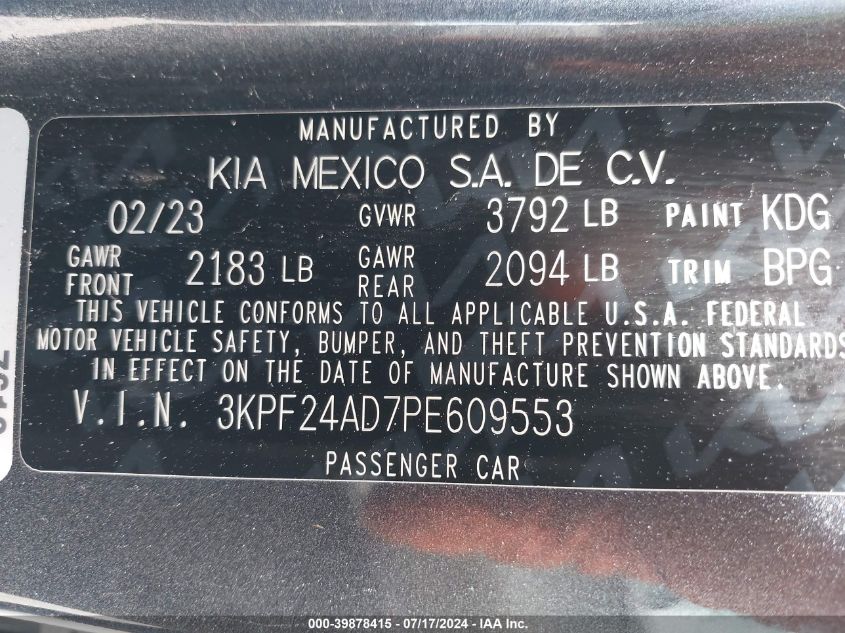 MANUFACTURED BY
KIA MEXICO S.A. DE C.V.
02/23 GVWR 3792 LB PAINT KDG
GAWR FRONT 2183 LB GAWR REAR 2094 LB TRIM BPG
THIS VEHICLE CONFORMS TO ALL APPLICABLE U.S.A. FEDERAL
MOTOR VEHICLE SAFETY, BUMPER, AND THEFT PREVENTION STANDARDS
IN EFFECT ON THE DATE OF MANUFACTURE SHOWN ABOVE.
V.I.N. 3KPF24AD7PE609553
PASSENGER CAR
000-39878415 - 07/17/2024 - IAA Inc.